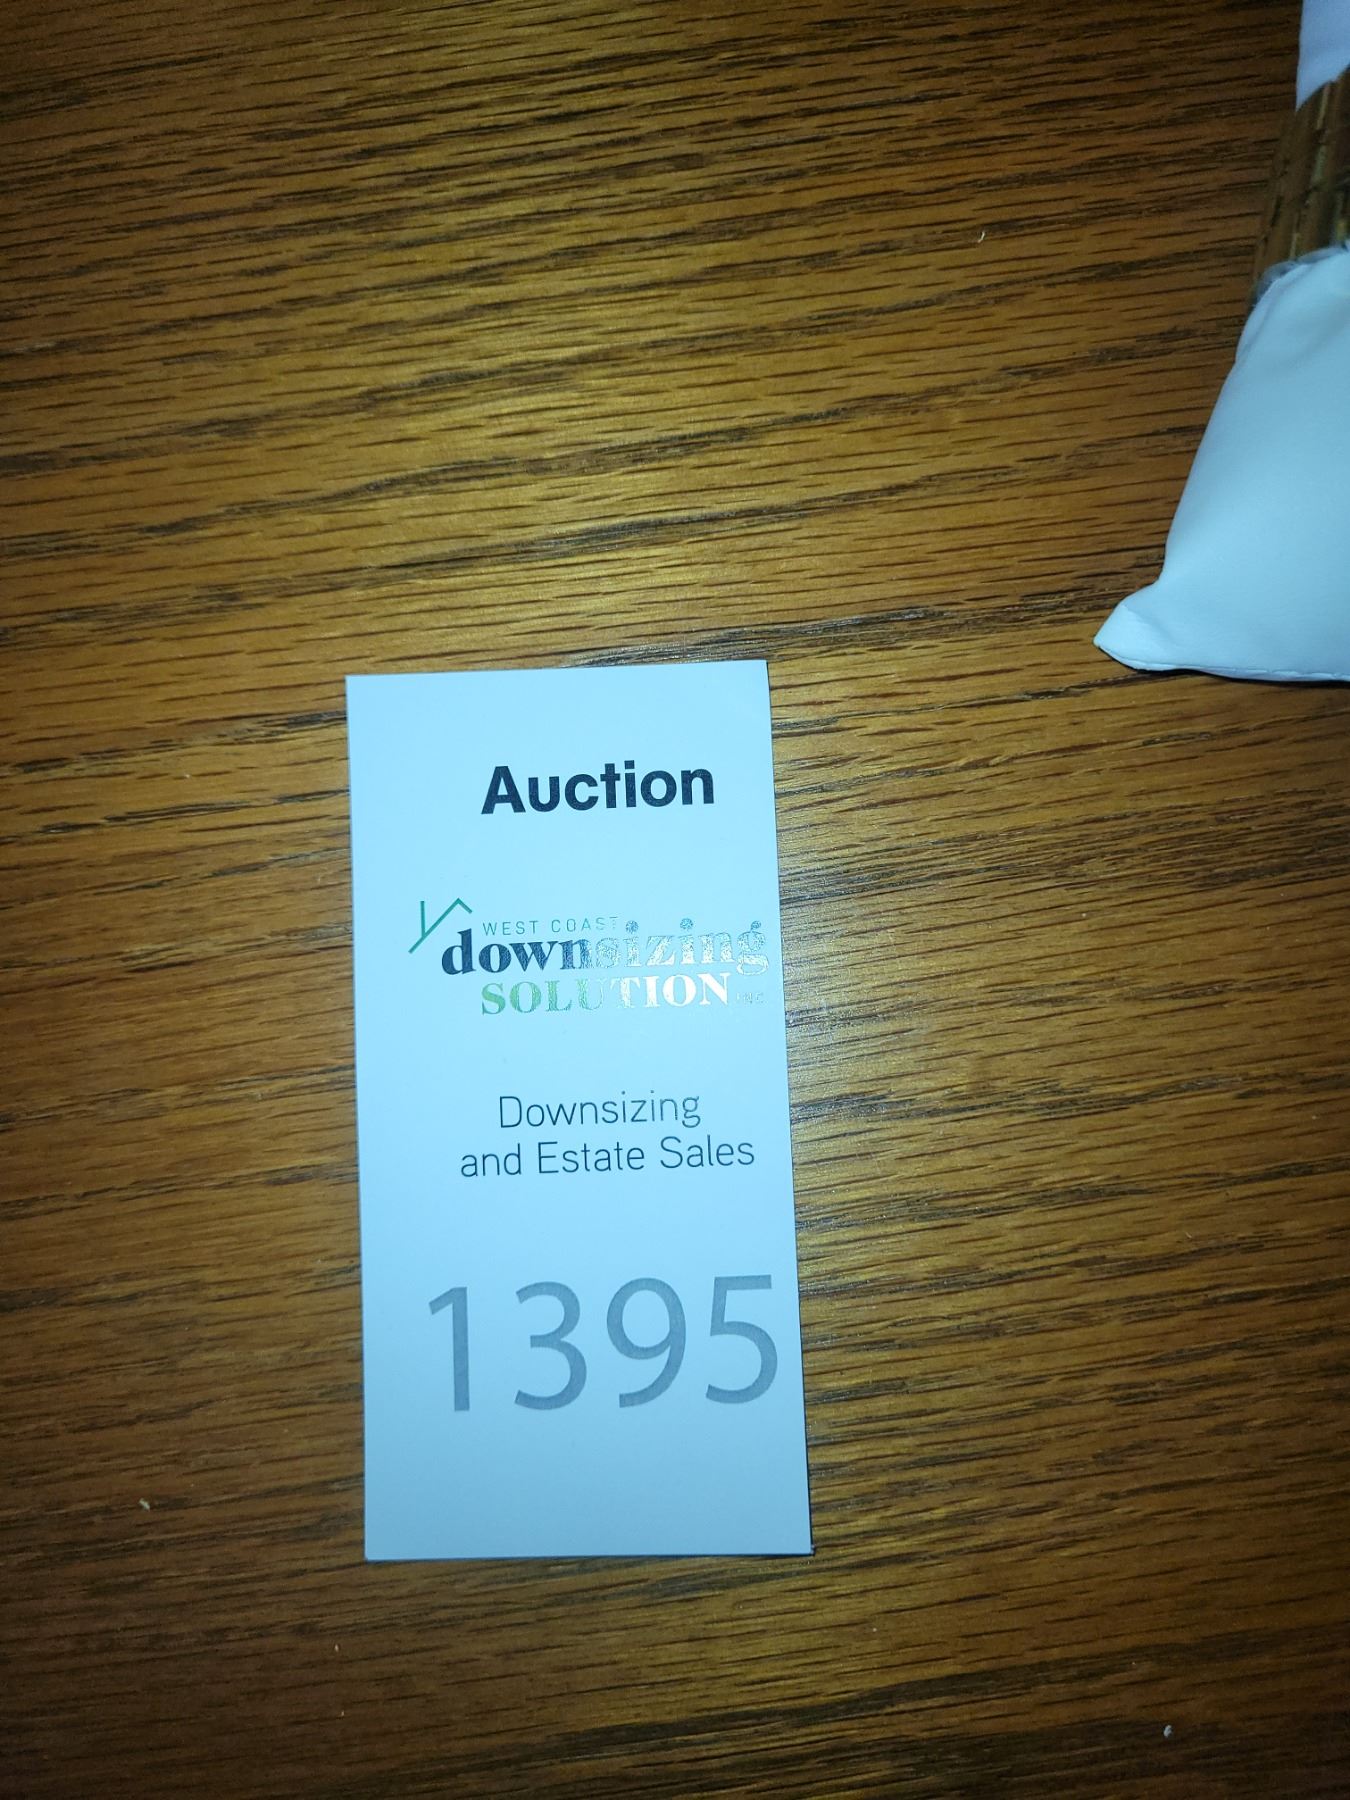 Auction
WEST COAST
downsizing
SOLUTION INC.
Downsizing
and Estate Sales
1395